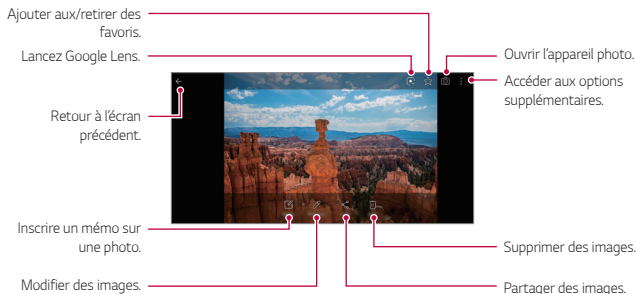 Ajouter aux/retirer des
favoris.
Lancez Google Lens.
Retour à l'écran
précédent.
Inscrire un mémo sur
une photo.
Modifier des images.
Ouvrir l'appareil photo.
Accéder aux options
supplémentaires.
Supprimer des images.
Partager des images.